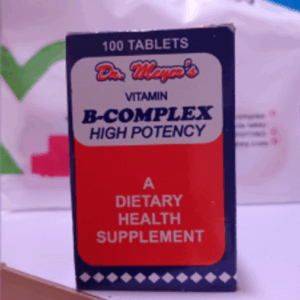 100 TABLETS
Dr. Meyer's
VITAMIN
B-COMPLEX
HIGH POTENCY
A
DIETARY
HEALTH
SUPPLEMENT